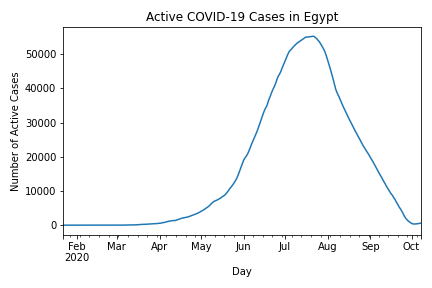 Active COVID-19 Cases in Egypt
Number of Active Cases
50000
40000
30000
20000
10000
0
Feb Mar Apr May Jun Jul Aug Sep Oct
2020
Day